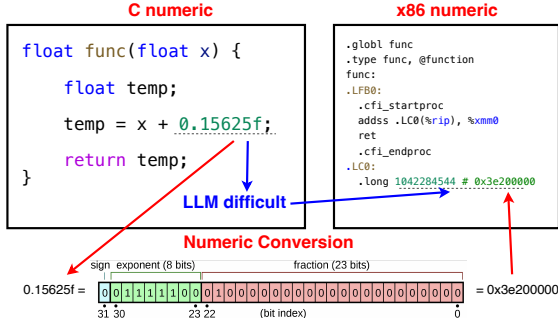 C numeric
x86 numeric
float func(float x) {
float temp;
temp = x + 0.15625f;
return temp;
}
.globl func
.type func, @function
func:
.LFB0:
.cfi_startproc
addss .LC0(%rip), %xmm0
ret
.cfi_endproc
.LC0:
.long 1042284544 # 0x3e200000
LLM difficult
Numeric Conversion
sign exponent (8 bits) fraction (23 bits)
0.15625f = 0 0 1 1 1 1 1 0 0 0 1 0 0 0 0 0 0 0 0 0 0 0 0 0 0 0 0 0 0 0 0 0 = 0x3e200000
31 30 23 22 (bit index) 0